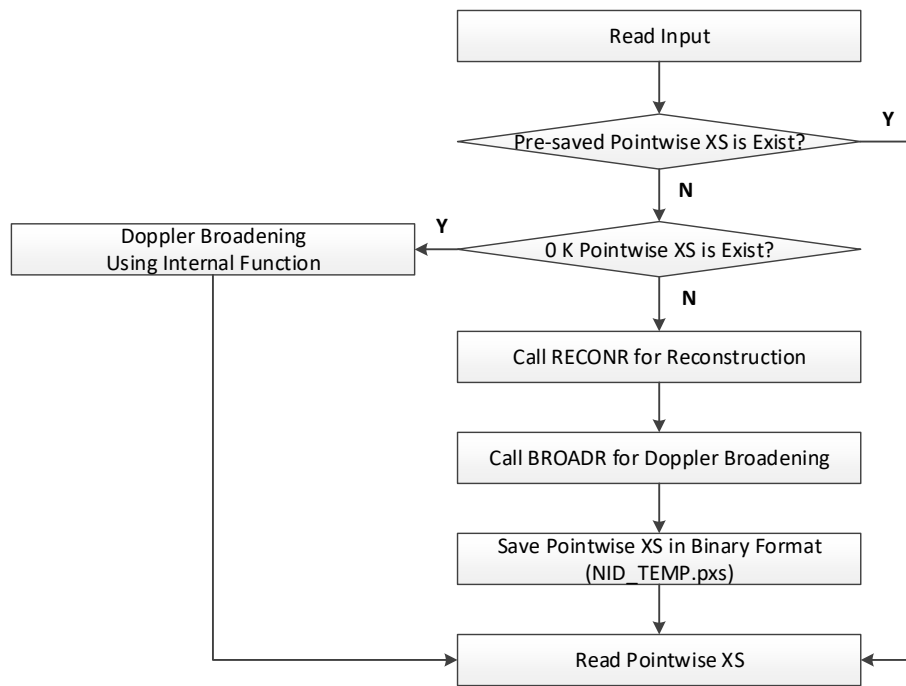 Read Input
Y
Pre-saved Pointwise XS is Exist?
N
Y
Doppler Broadening
Using Internal Function
0 K Pointwise XS is Exist?
N
Call RECONR for Reconstruction
Call BROADR for Doppler Broadening
Save Pointwise XS in Binary Format
(NID_TEMP.pxs)
Read Pointwise XS